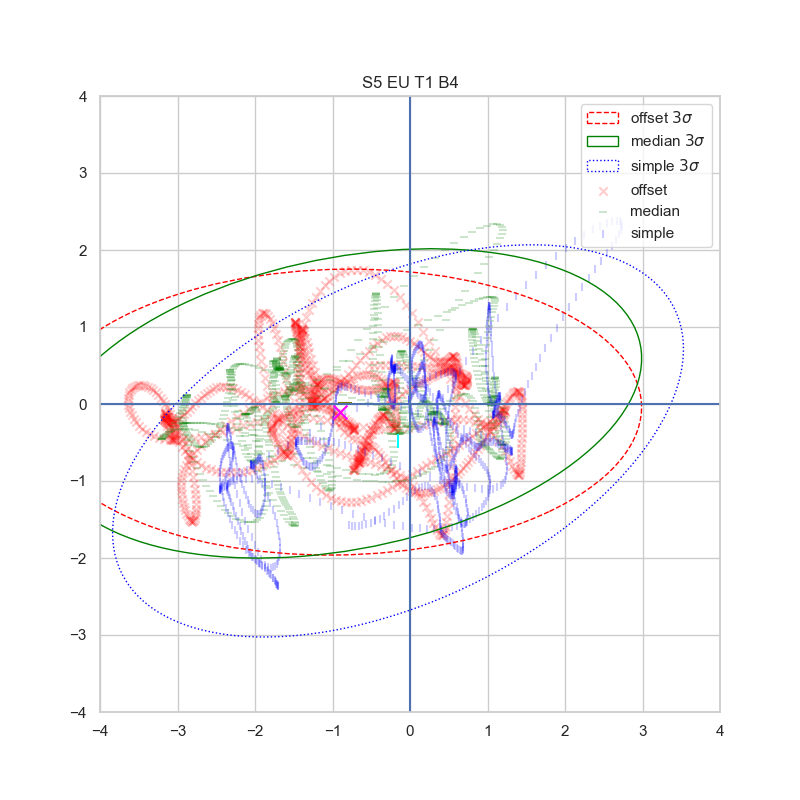 S5 EU T1 B4
4
3
2
1
0
−1
−2
−3
−4
−4
−3
−2
−1
0
1
2
3
4
offset 3σ
median 3σ
simple 3σ
offset
median
simple